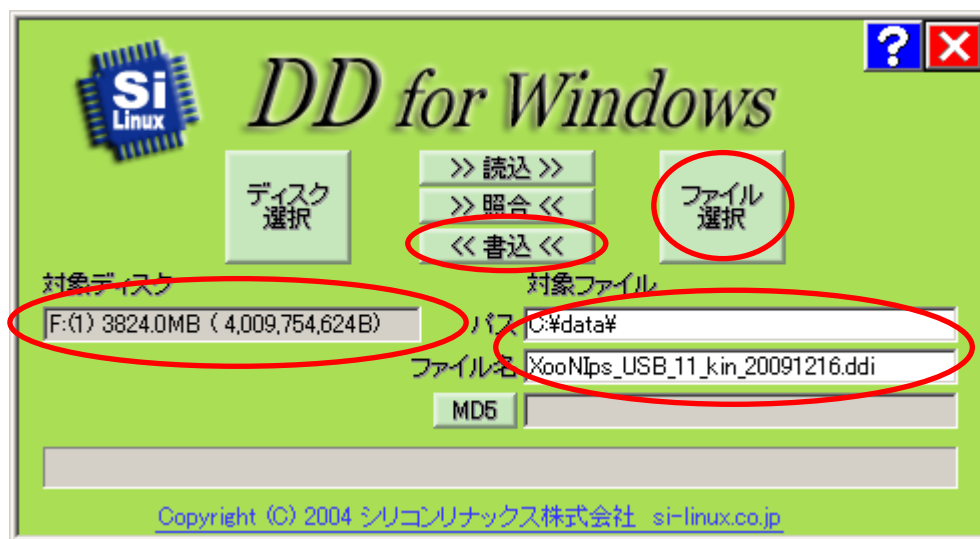 Si
Linux
DD for Windows
?
ディスク
選択
>> 読込 >>
>> 照合 <<
<< 書込 <<
ファイル
選択
対象ディスク
対象ファイル
F:(1) 3824.0MB ( 4,009,754,624B)
パス C:¥data¥
ファイル名 XooNIps_USB_11_kin_20091216.ddi
MD5
Copyright (C) 2004 シリコンリナックス株式会社 si-linux.co.jp